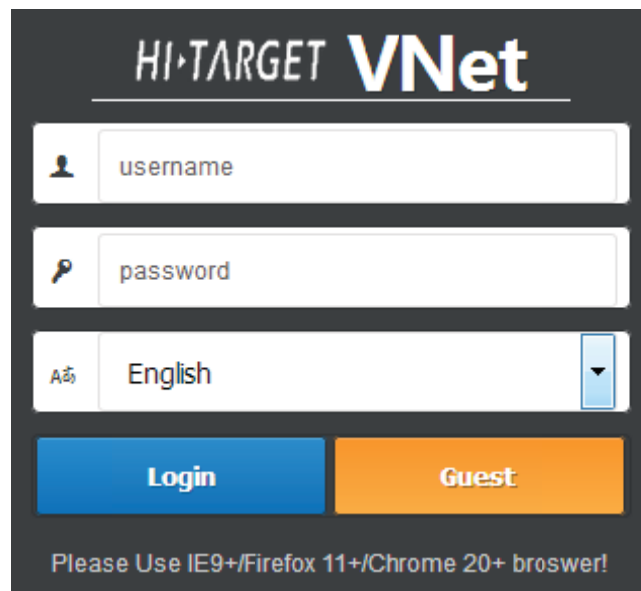 HI-TARGET VNet
username
password
Aあ English
Login Guest
Please Use IE9+/Firefox 11+/Chrome 20+ broswer!